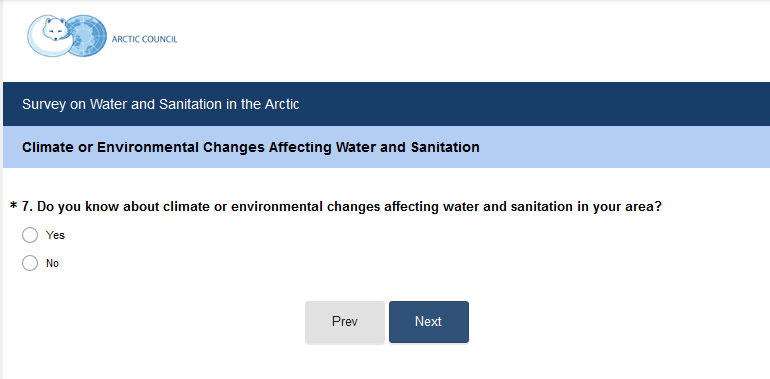 ARCTIC COUNCIL
Survey on Water and Sanitation in the Arctic
Climate or Environmental Changes Affecting Water and Sanitation
* 7. Do you know about climate or environmental changes affecting water and sanitation in your area?
Yes
No
Prev Next